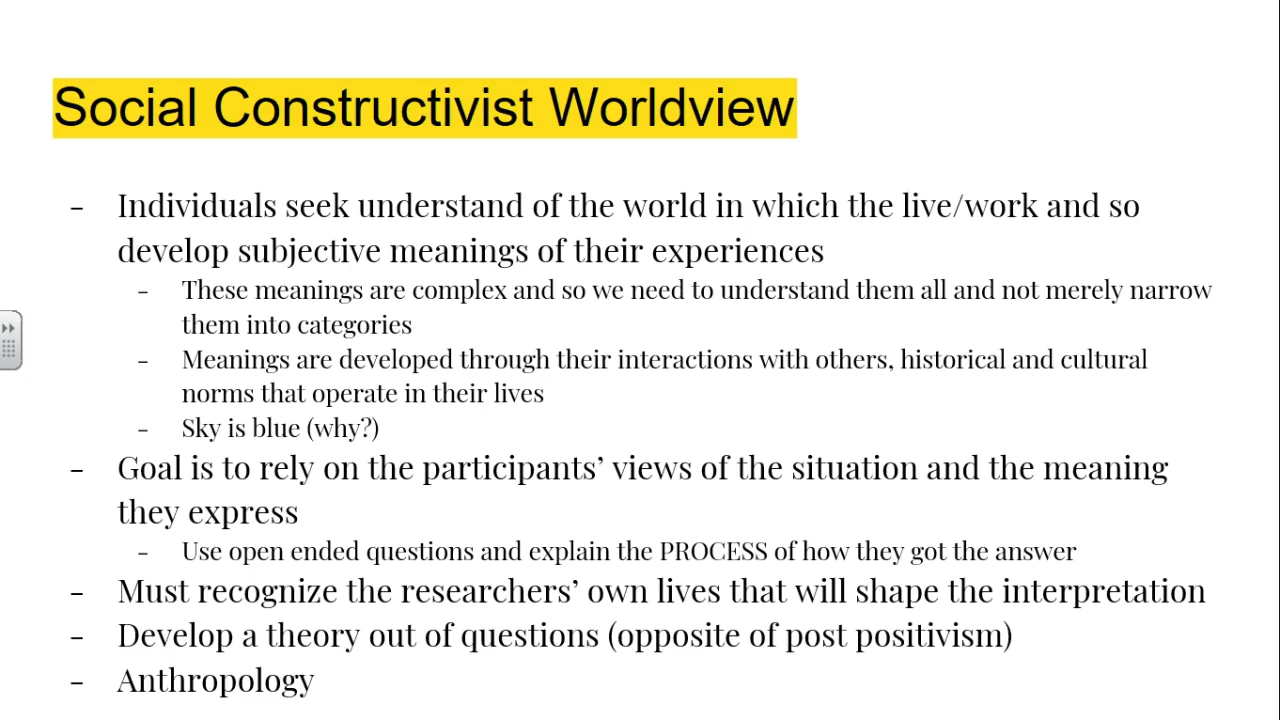 Social Constructivist Worldview
- Individuals seek understand of the world in which the live/work and so
develop subjective meanings of their experiences
- These meanings are complex and so we need to understand them all and not merely narrow
them into categories
- Meanings are developed through their interactions with others, historical and cultural
norms that operate in their lives
- Sky is blue (why?)
- Goal is to rely on the participants’ views of the situation and the meaning
they express
- Use open ended questions and explain the PROCESS of how they got the answer
- Must recognize the researchers’ own lives that will shape the interpretation
- Develop a theory out of questions (opposite of post positivism)
- Anthropology